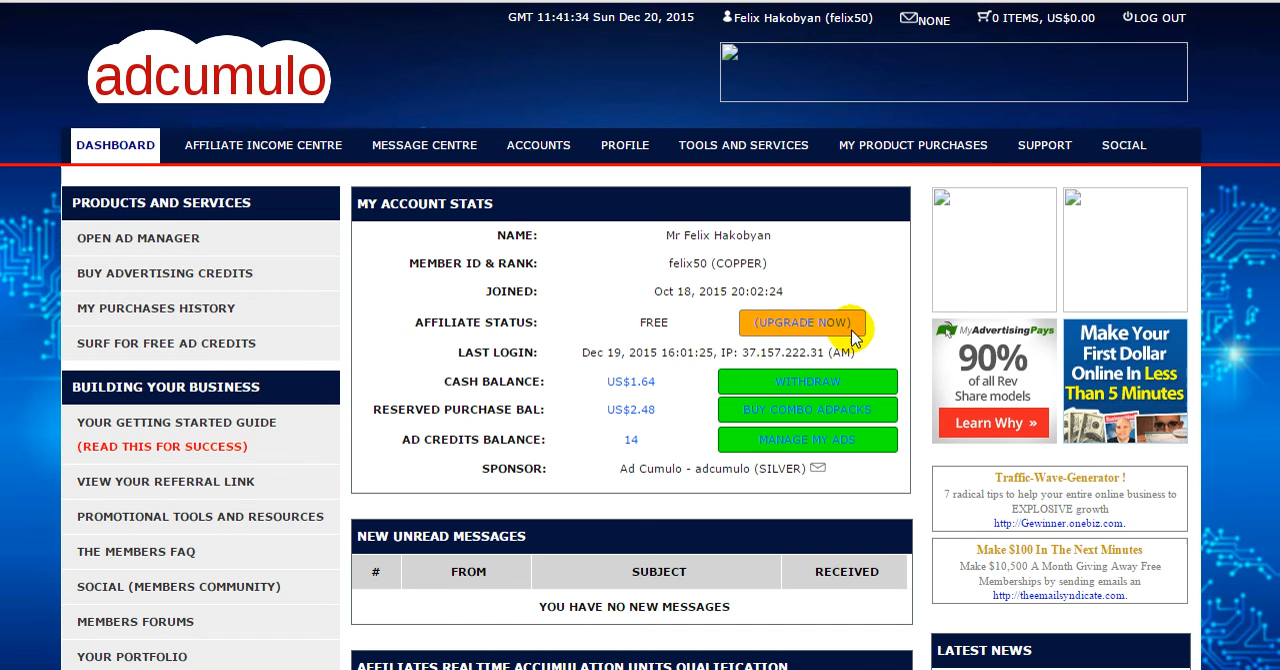 GMT 11:41:34 Sun Dec 20, 2015
Felix Hakobyan (felix50)
NONE
0 ITEMS, US$0.00
LOG OUT
adcumulo
DASHBOARD
AFFILIATE INCOME CENTRE
MESSAGE CENTRE
ACCOUNTS
PROFILE
TOOLS AND SERVICES
MY PRODUCT PURCHASES
SUPPORT
SOCIAL
PRODUCTS AND SERVICES
OPEN AD MANAGER
BUY ADVERTISING CREDITS
MY PURCHASES HISTORY
SURF FOR FREE AD CREDITS
BUILDING YOUR BUSINESS
YOUR GETTING STARTED GUIDE
(READ THIS FOR SUCCESS)
VIEW YOUR REFERRAL LINK
PROMOTIONAL TOOLS AND RESOURCES
THE MEMBERS FAQ
SOCIAL (MEMBERS COMMUNITY)
MEMBERS FORUMS
YOUR PORTFOLIO
MY ACCOUNT STATS
NAME: Mr Felix Hakobyan
MEMBER ID & RANK: felix50 (COPPER)
JOINED: Oct 18, 2015 20:02:24
AFFILIATE STATUS: FREE (UPGRADE NOW)
LAST LOGIN: Dec 19, 2015 16:01:25, IP: 37.157.222.31 (AM)
CASH BALANCE: US$1.64 WITHDRAW
RESERVED PURCHASE BAL: US$2.48 BUY COMBO ADPACKS
AD CREDITS BALANCE: 14 MANAGE MY ADS
SPONSOR: Ad Cumulo - adcumulo (SILVER)
NEW UNREAD MESSAGES
# FROM SUBJECT RECEIVED
YOU HAVE NO NEW MESSAGES
AFFILIATES REALTIME ACCUMULATION UNITS QUALIFICATION
MyAdvertisingPays
90%
of all Rev
Share models
Learn Why »
Make Your
First Dollar
Online In Less
Than 5 Minutes
Traffic-Wave-Generator !
7 radical tips to help your entire online business to
EXPLOSIVE growth
http://Gewinner.onebiz.com.
Make $100 In The Next Minutes
Make $10,500 A Month Giving Away Free
Memberships by sending emails an
http://theemailsyndicate.com.
LATEST NEWS